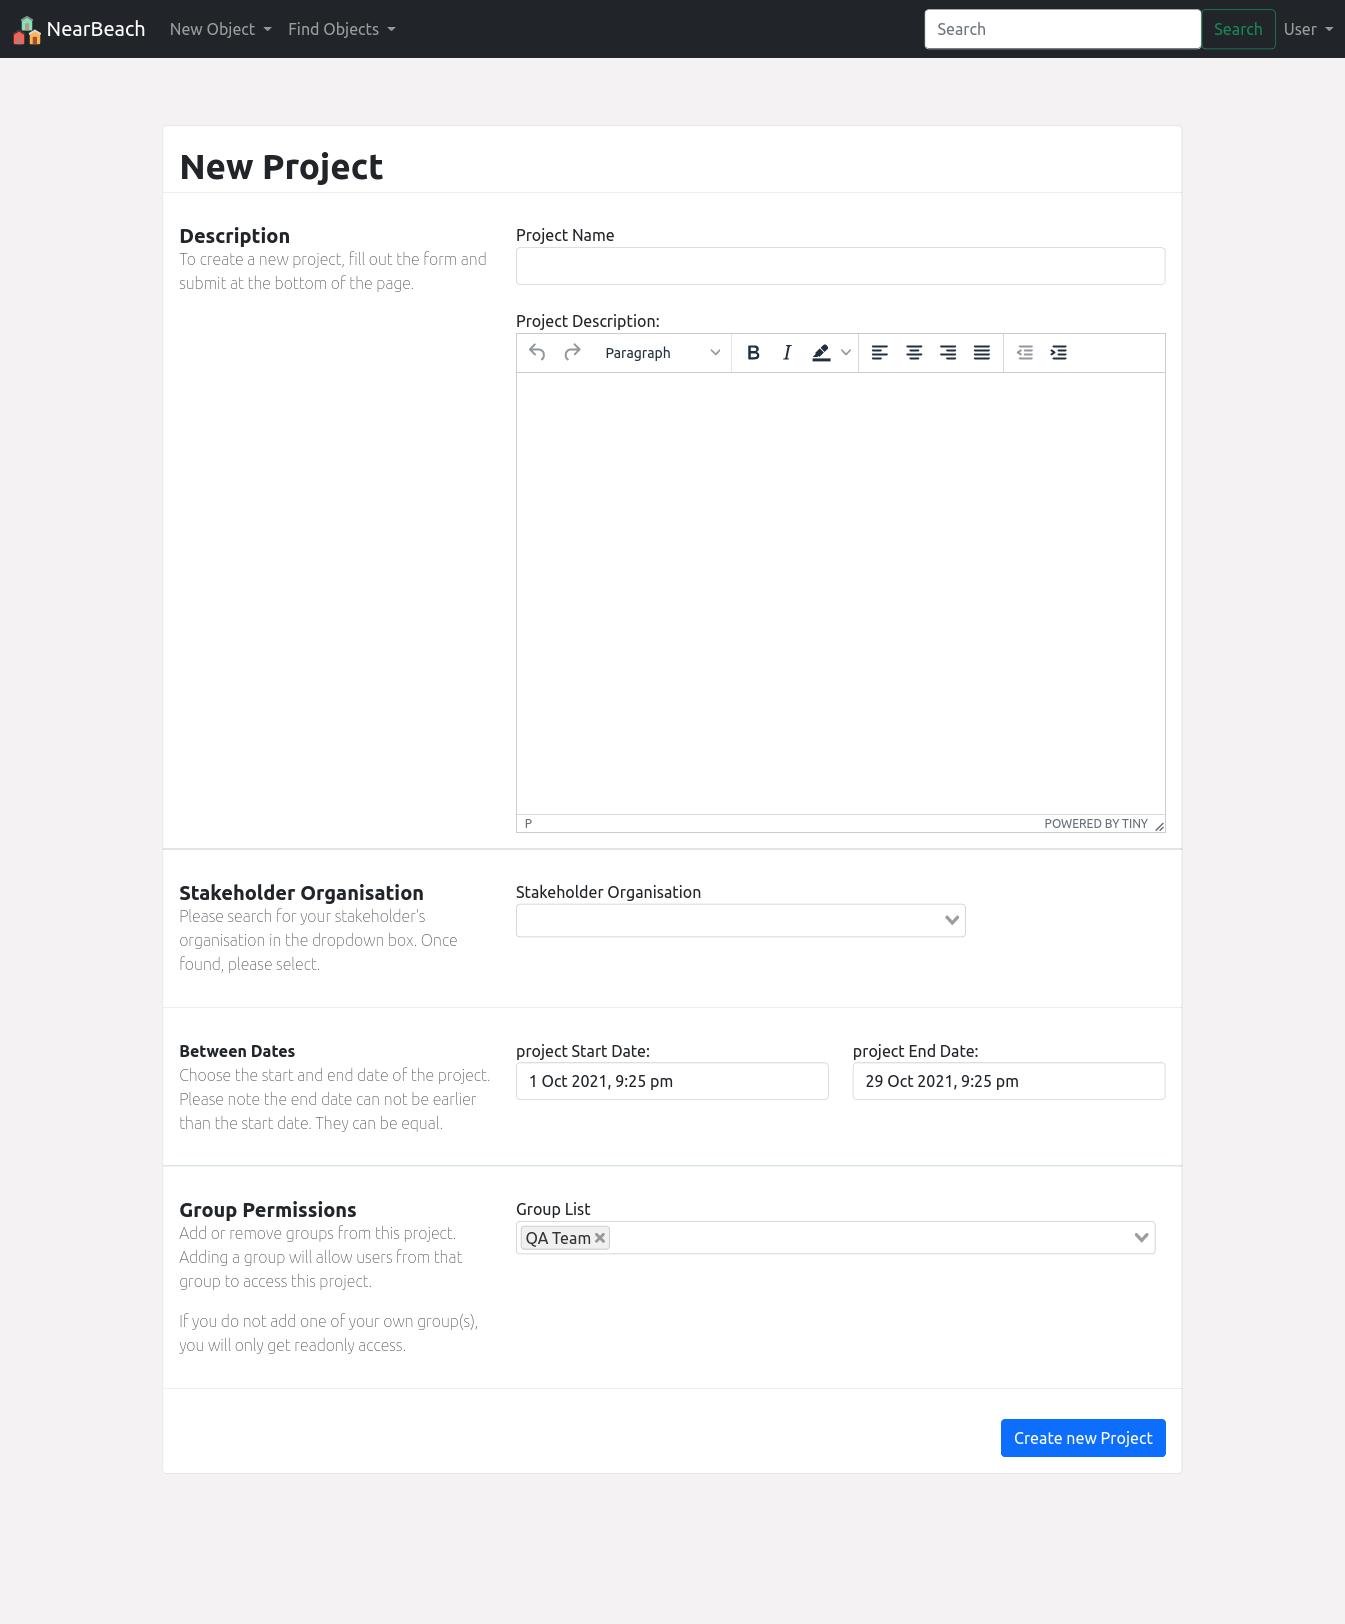 NearBeach New Object Find Objects Search Search User
New Project
Description
To create a new project, fill out the form and
submit at the bottom of the page.
Project Name
Project Description:
Paragraph B I
P POWERED BY TINY
Stakeholder Organisation
Please search for your stakeholder's
organisation in the dropdown box. Once
found, please select.
Stakeholder Organisation
Between Dates
Choose the start and end date of the project.
Please note the end date can not be earlier
than the start date. They can be equal.
project Start Date: project End Date:
1 Oct 2021, 9:25 pm 29 Oct 2021, 9:25 pm
Group Permissions
Add or remove groups from this project.
Adding a group will allow users from that
group to access this project.
If you do not add one of your own group(s),
you will only get readonly access.
Group List
QA Team
Create new Project